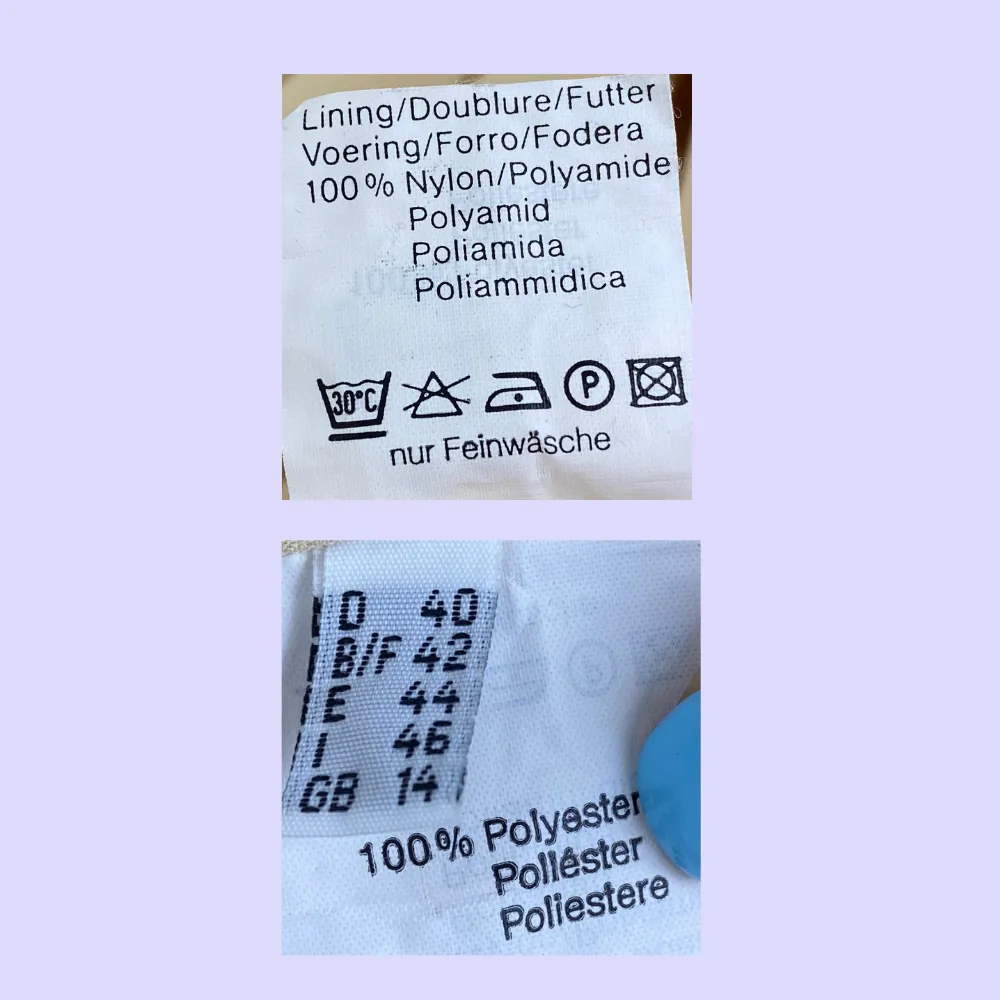 Lining/Doublure/Futter
Voering/Forro/Fodera
100% Nylon/Polyamide
Polyamid
Poliamida
Poliammidica
30°C P
nur Feinwäsche
D 40
B/F 42
E 44
I 46
GB 14
100% Polyester
Poliéster
Poliestere